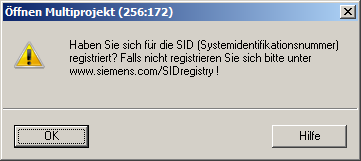 Öffnen Multiprojekt (256:172)
Haben Sie sich für die SID (Systemidentifikationsnummer)
registriert? Falls nicht registrieren Sie sich bitte unter
www.siemens.com/SIDregistry !
OK
Hilfe